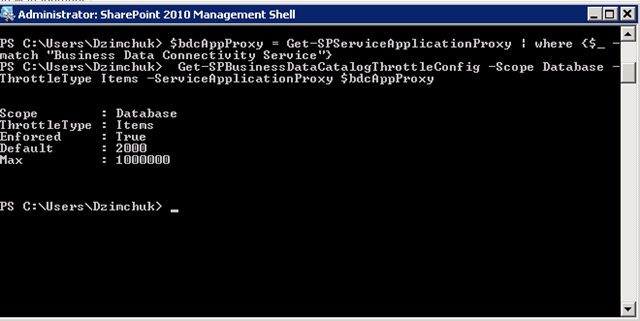 Administrator: SharePoint 2010 Management Shell
PS C:\Users\Dzimchuk> $bdcAppProxy = Get-SPServiceApplicationProxy | where {$_ -
match "Business Data Connectivity Service"}
PS C:\Users\Dzimchuk>  Get-SPBusinessDataCatalogThrottleConfig -Scope Database -
ThrottleType Items -ServiceApplicationProxy $bdcAppProxy
Scope        : Database
ThrottleType : Items
Enforced     : True
Default      : 2000
Max          : 1000000
PS C:\Users\Dzimchuk> _